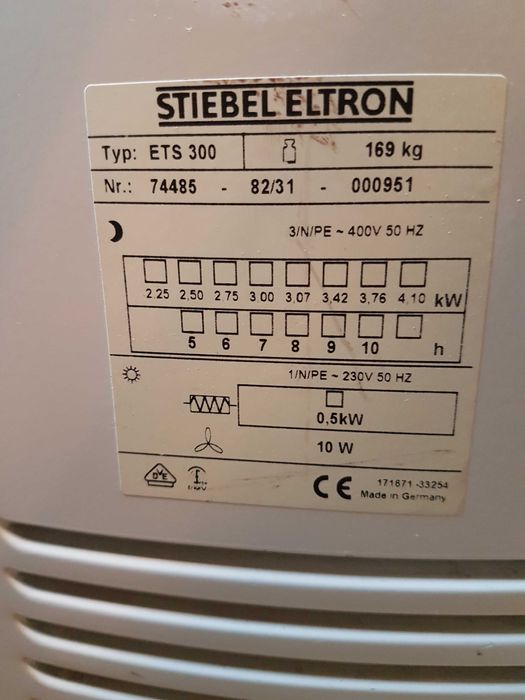 STIEBEL ELTRON
Typ: ETS 300 169 kg
Nr.: 74485 - 82/31 - 000951
3/N/PE ~ 400V 50 HZ
2.25 2,50 2.75 3.00 3,07 3,42 3,76 4,10 kW
5 6 7 8 9 10 h
1/N/PE ~ 230V 50 HZ
0,5kW
10 W
DVE CE 171871-33254
Made in Germany